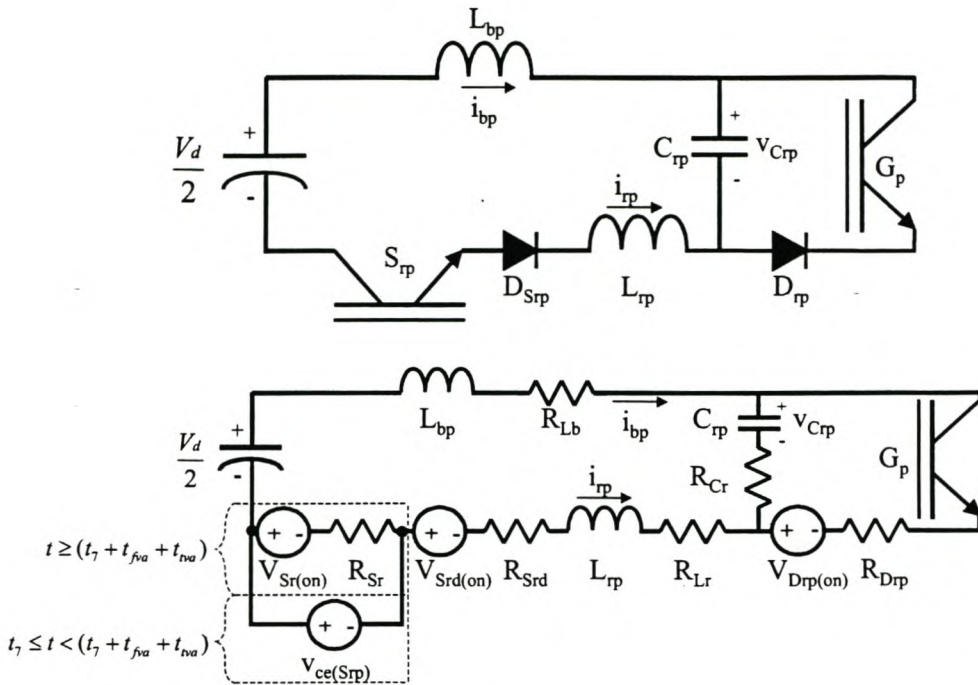 L_bp
i_bp
+
V_d/2
-
C_rp
+
v_Crp
-
G_p
i_rp
S_rp
D_Srp
L_rp
D_rp
L_bp
R_Lb
i_bp
C_rp
+
v_Crp
-
V_d/2
+
-
G_p
R_Cr
i_rp
t ≥ (t_7 + t_fva + t_tva)
+ -
V_Sr(on)
R_Sr
+ -
V_Srd(on)
R_Srd
L_rp
R_Lr
+ -
V_Drp(on)
R_Drp
t_7 ≤ t < (t_7 + t_fva + t_tva)
+ -
v_ce(Srp)